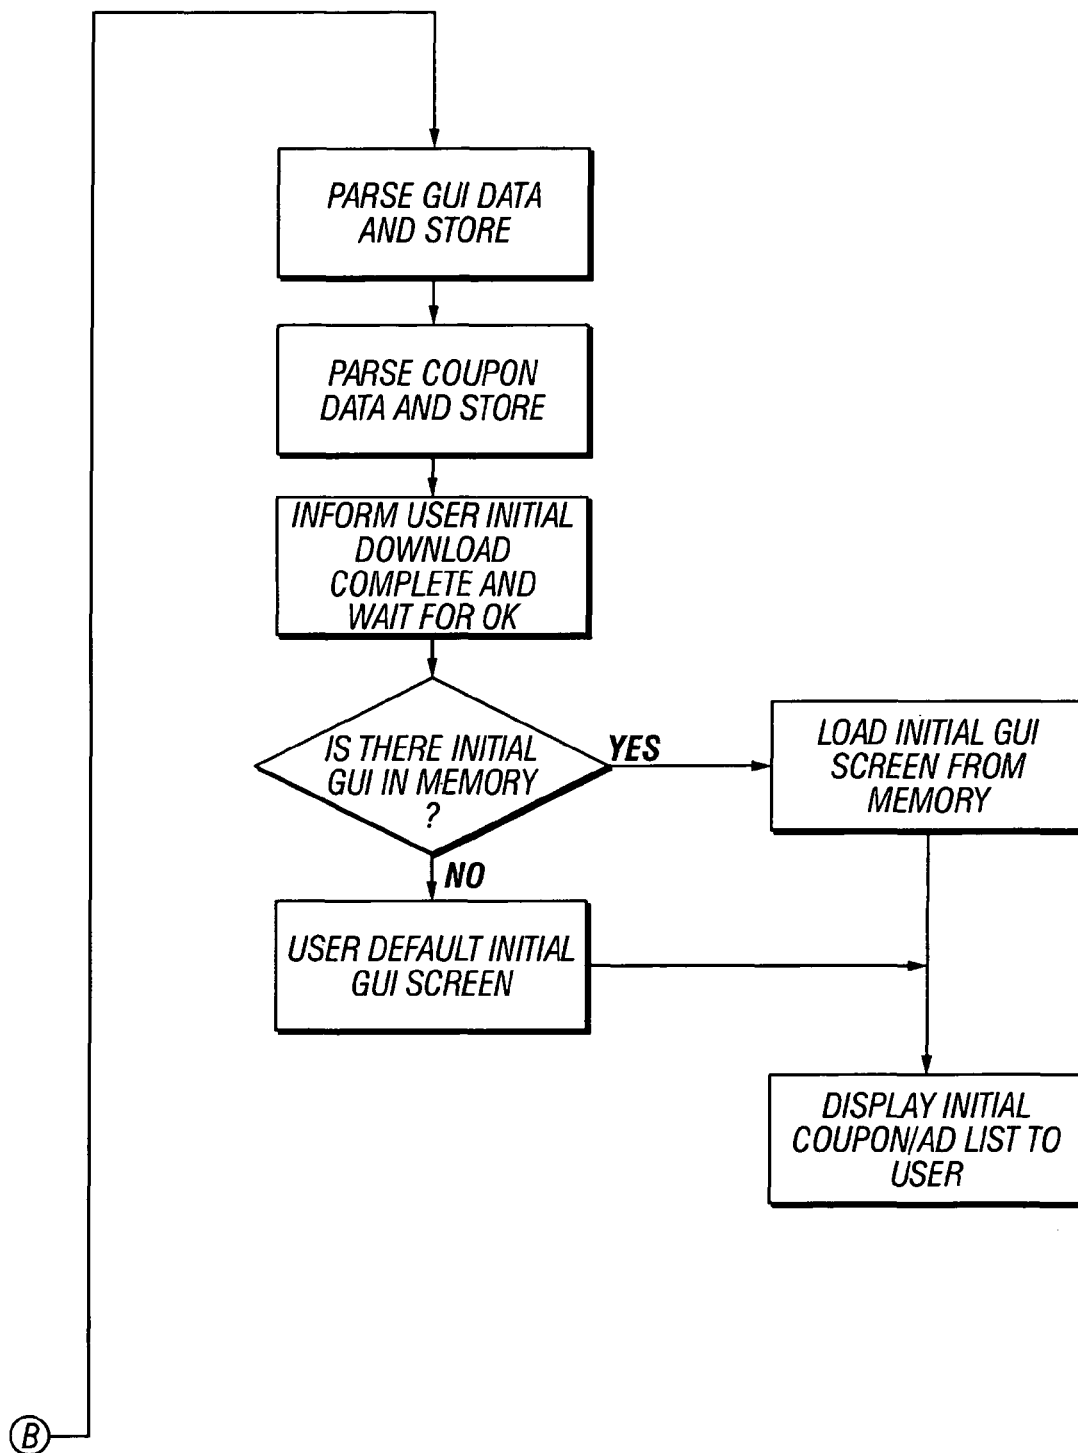 PARSE GUI DATA
AND STORE
PARSE COUPON
DATA AND STORE
INFORM USER INITIAL
DOWNLOAD
COMPLETE AND
WAIT FOR OK
IS THERE INITIAL
GUI IN MEMORY
?
YES
LOAD INITIAL GUI
SCREEN FROM
MEMORY
NO
USER DEFAULT INITIAL
GUI SCREEN
DISPLAY INITIAL
COUPON/AD LIST TO
USER
B